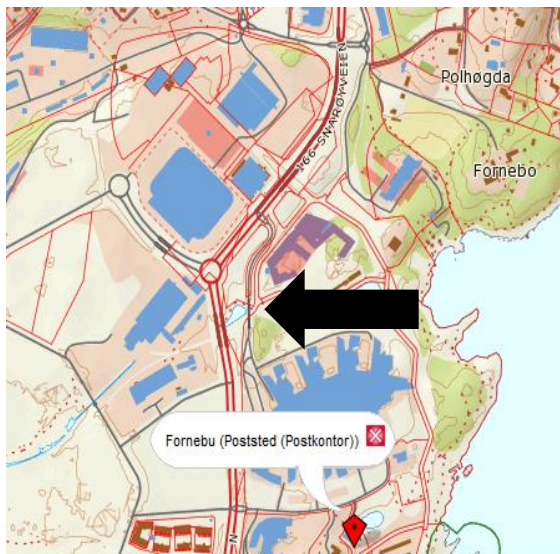 Polhøgda
166 SNARØYVEIEN
Fornebo
Fornebu (Poststed (Postkontor))
N